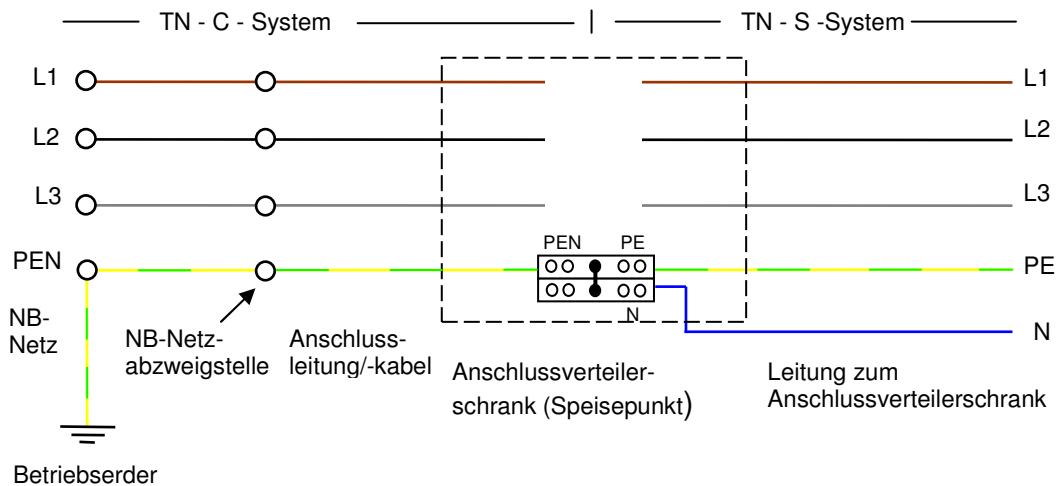 TN - C - System
TN - S -System
L1
L1
L2
L2
L3
L3
PEN
PEN
PE
PE
N
N
NB-
Netz
NB-Netz-
abzweigstelle
Anschluss-
leitung/-kabel
Anschlussverteiler-
schrank (Speisepunkt)
Leitung zum
Anschlussverteilerschrank
Betriebserder